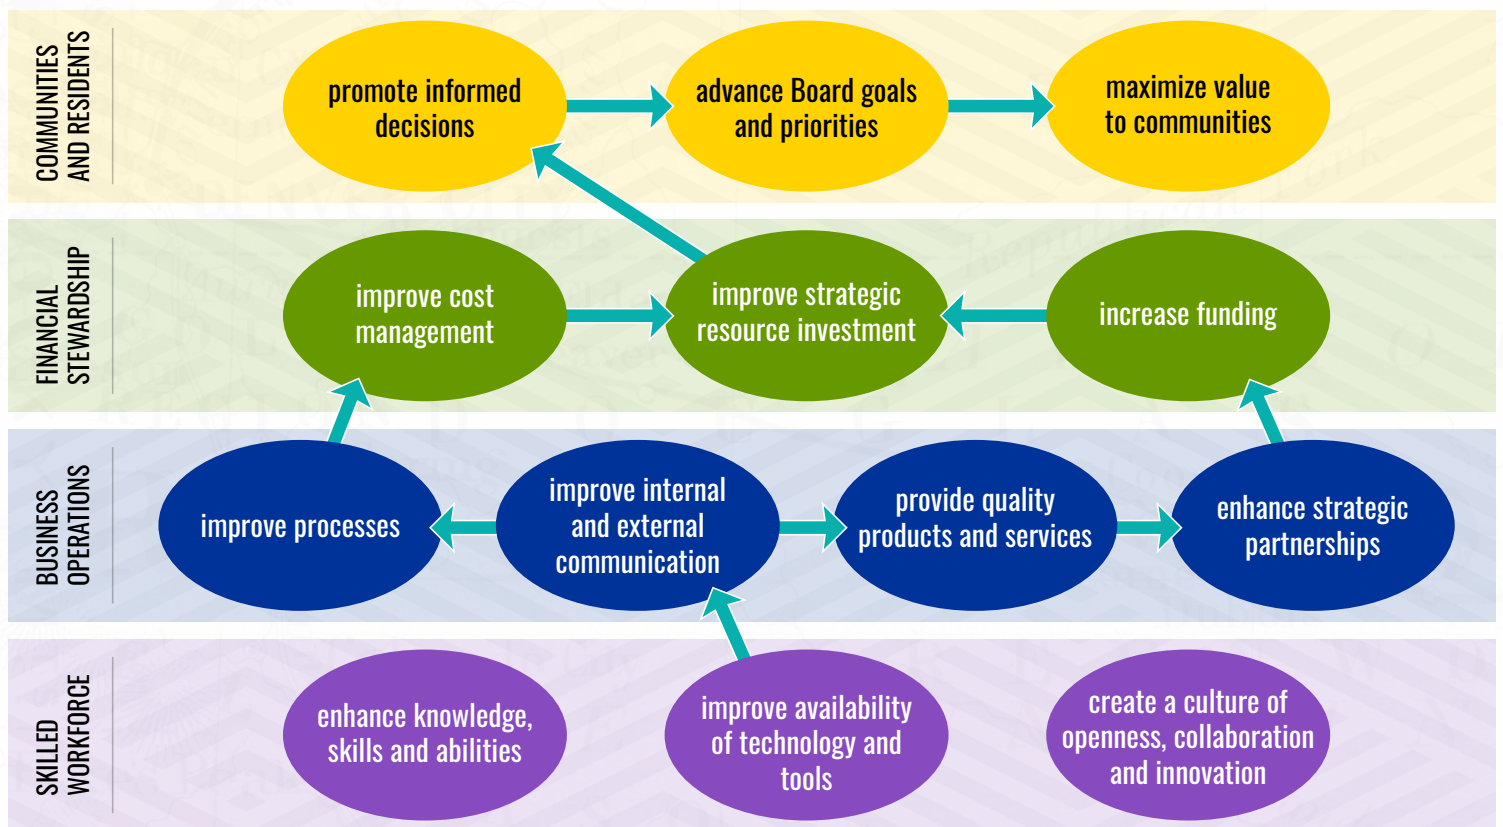 COMMUNITIES
AND RESIDENTS
promote informed
decisions
advance Board goals
and priorities
maximize value
to communities
FINANCIAL
STEWARDSHIP
improve cost
management
improve strategic
resource investment
increase funding
BUSINESS
OPERATIONS
improve processes
improve internal
and external
communication
provide quality
products and services
enhance strategic
partnerships
SKILLED
WORKFORCE
enhance knowledge,
skills and abilities
improve availability
of technology and
tools
create a culture of
openness, collaboration
and innovation